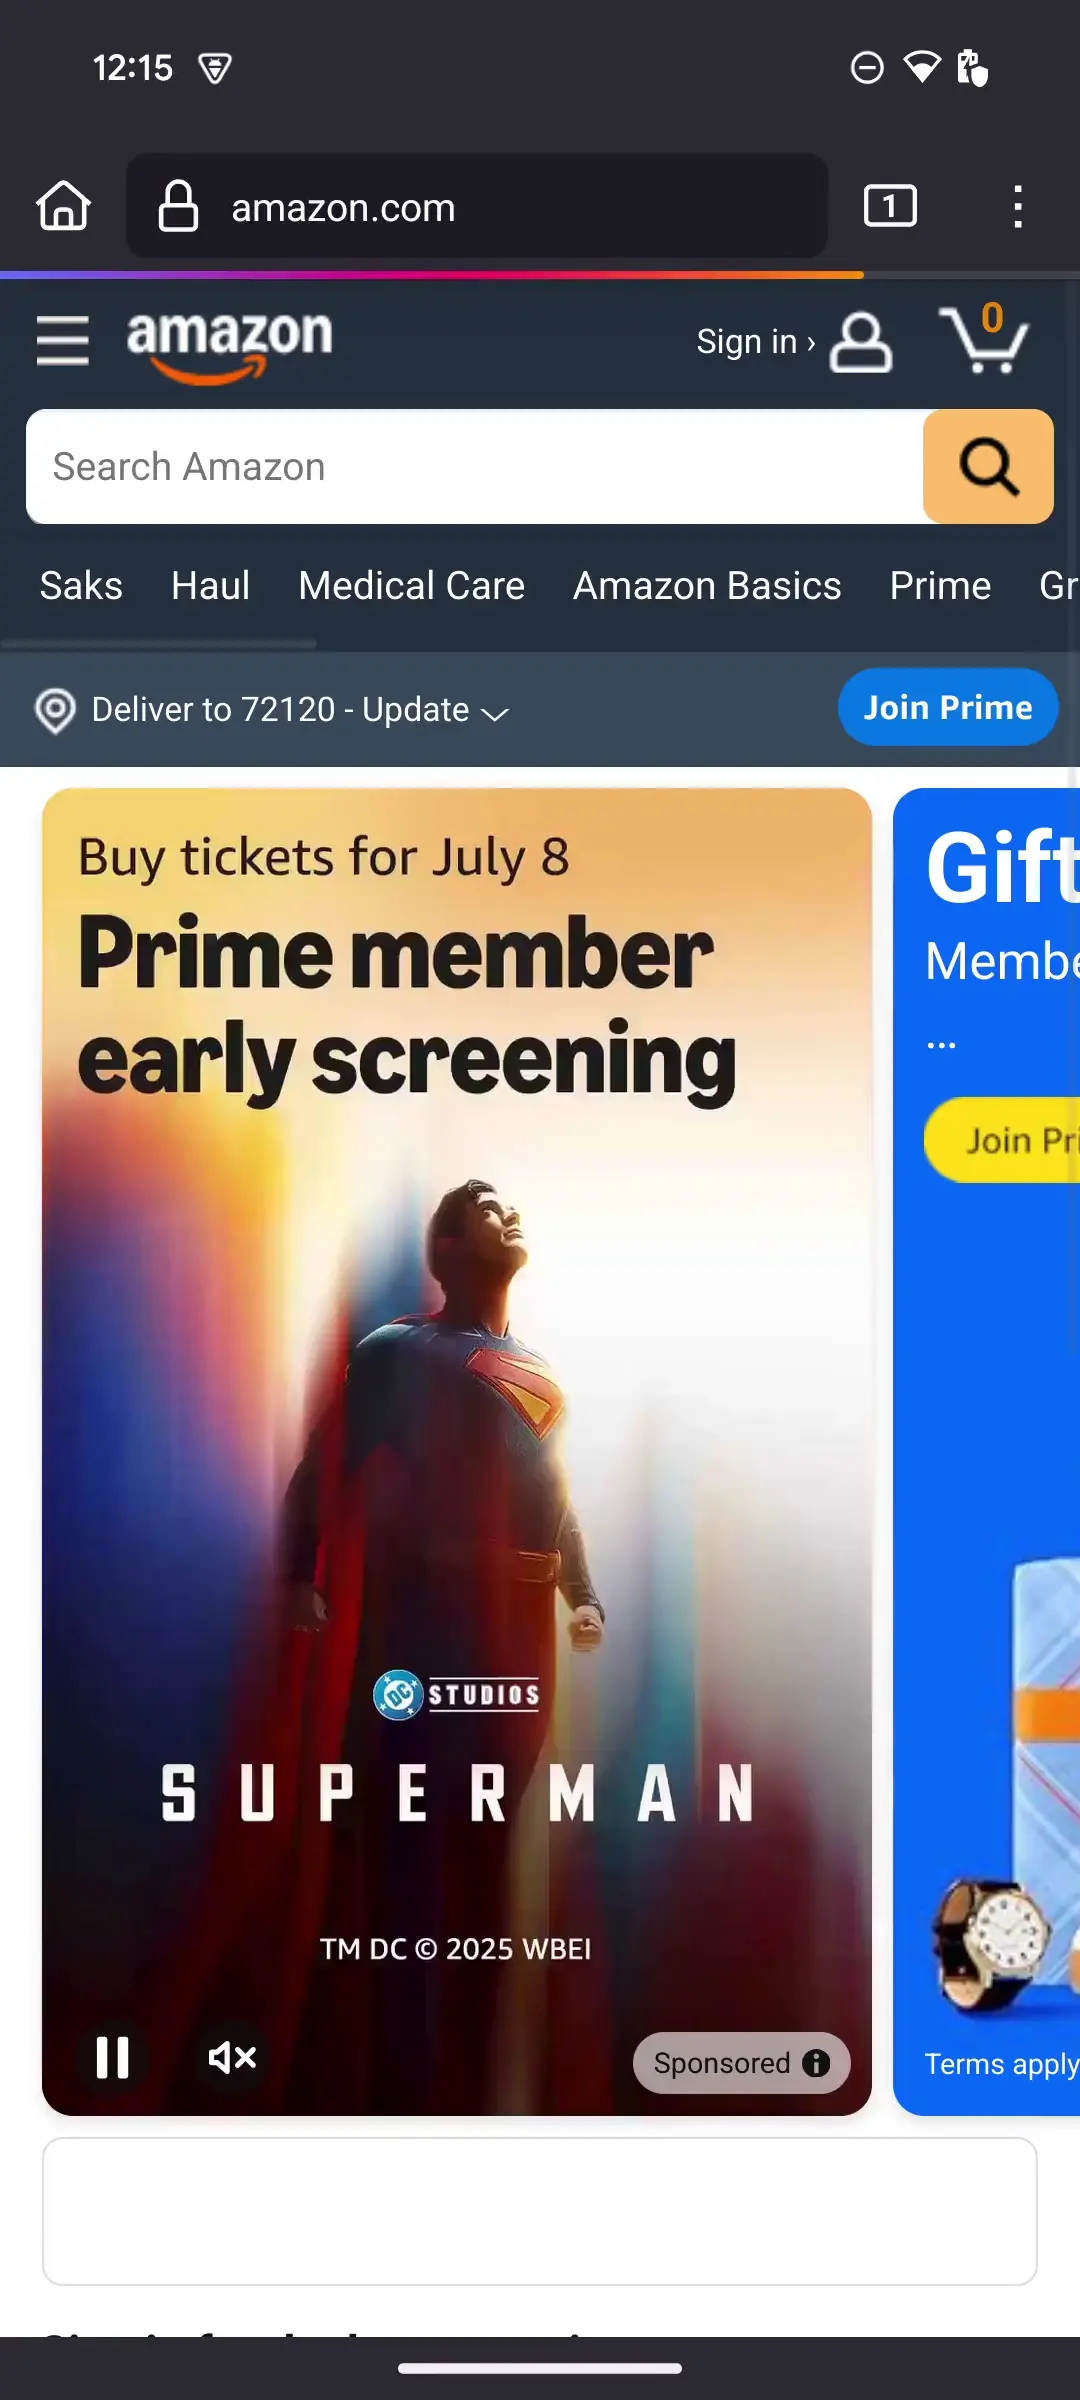 12:15
amazon.com
1
amazon
Sign in ›
0
Search Amazon
Saks Haul Medical Care Amazon Basics Prime Gr
Deliver to 72120 - Update
Join Prime
Buy tickets for July 8
Prime member
early screening
DC STUDIOS
SUPERMAN
TM DC © 2025 WBEI
Sponsored
Gift
Membe
...
Join Pri
Terms apply